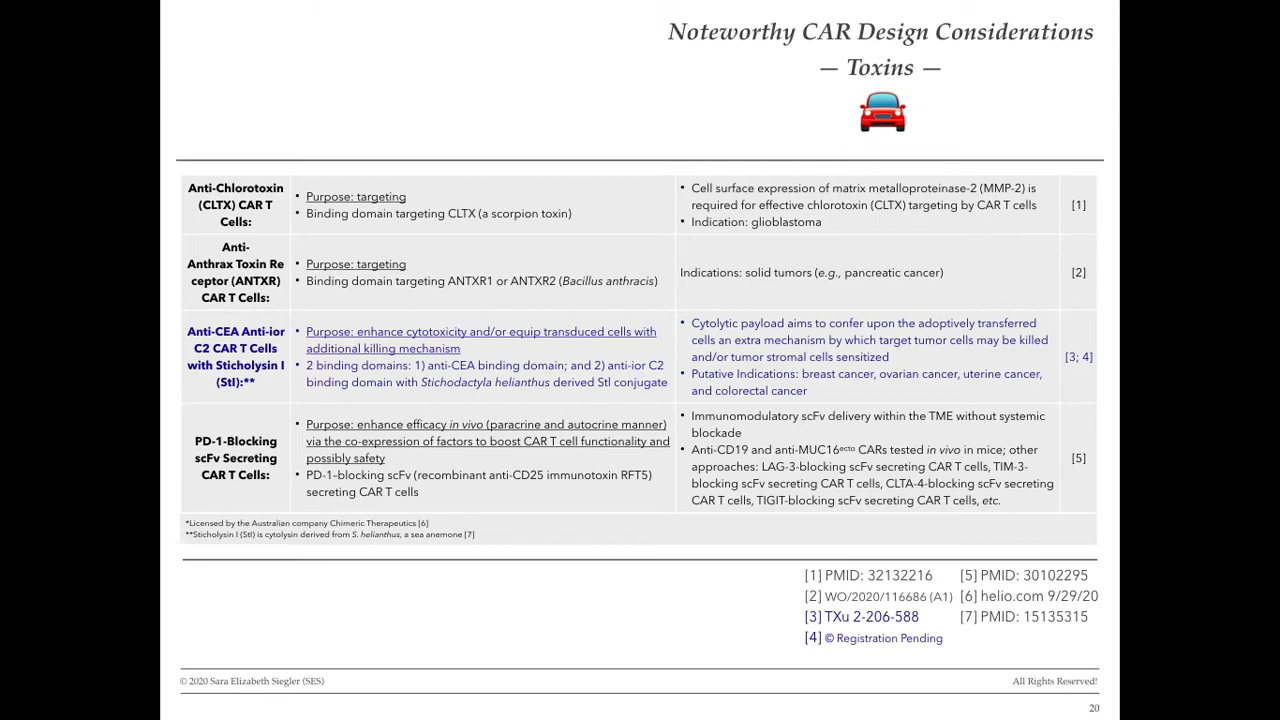 Noteworthy CAR Design Considerations
— Toxins —
Anti-Chlorotoxin
(CLTX) CAR T
Cells:
• Purpose: targeting
• Binding domain targeting CLTX (a scorpion toxin)
• Cell surface expression of matrix metalloproteinase-2 (MMP-2) is
required for effective chlorotoxin (CLTX) targeting by CAR T cells
• Indication: glioblastoma
[1]
Anti-
Anthrax Toxin Re
ceptor (ANTXR)
CAR T Cells:
• Purpose: targeting
• Binding domain targeting ANTXR1 or ANTXR2 (Bacillus anthracis)
Indications: solid tumors (e.g., pancreatic cancer)
[2]
Anti-CEA Anti-ior
C2 CAR T Cells
with Sticholysin I
(StI):**
• Purpose: enhance cytotoxicity and/or equip transduced cells with
additional killing mechanism
• 2 binding domains: 1) anti-CEA binding domain; and 2) anti-ior C2
binding domain with Stichodactyla helianthus derived StI conjugate
• Cytolytic payload aims to confer upon the adoptively transferred
cells an extra mechanism by which target tumor cells may be killed
and/or tumor stromal cells sensitized
• Putative Indications: breast cancer, ovarian cancer, uterine cancer,
and colorectal cancer
[3; 4]
PD-1-Blocking
scFv Secreting
CAR T Cells:
• Purpose: enhance efficacy in vivo (paracrine and autocrine manner)
via the co-expression of factors to boost CAR T cell functionality and
possibly safety
• PD-1–blocking scFv (recombinant anti-CD25 immunotoxin RFT5)
secreting CAR T cells
• Immunomodulatory scFv delivery within the TME without systemic
blockade
• Anti-CD19 and anti-MUC16ecto CARs tested in vivo in mice; other
approaches: LAG-3-blocking scFv secreting CAR T cells, TIM-3-
blocking scFv secreting CAR T cells, CLTA-4-blocking scFv secreting
CAR T cells, TIGIT-blocking scFv secreting CAR T cells, etc.
[5]
*Licensed by the Australian company Chimeric Therapeutics [6]
**Sticholysin I (StI) is cytolysin derived from S. helianthus, a sea anemone [7]
[1] PMID: 32132216
[2] WO/2020/116686 (A1)
[3] TXu 2-206-588
[4] © Registration Pending
[5] PMID: 30102295
[6] helio.com 9/29/20
[7] PMID: 15135315
© 2020 Sara Elizabeth Siegler (SES)
All Rights Reserved!
20